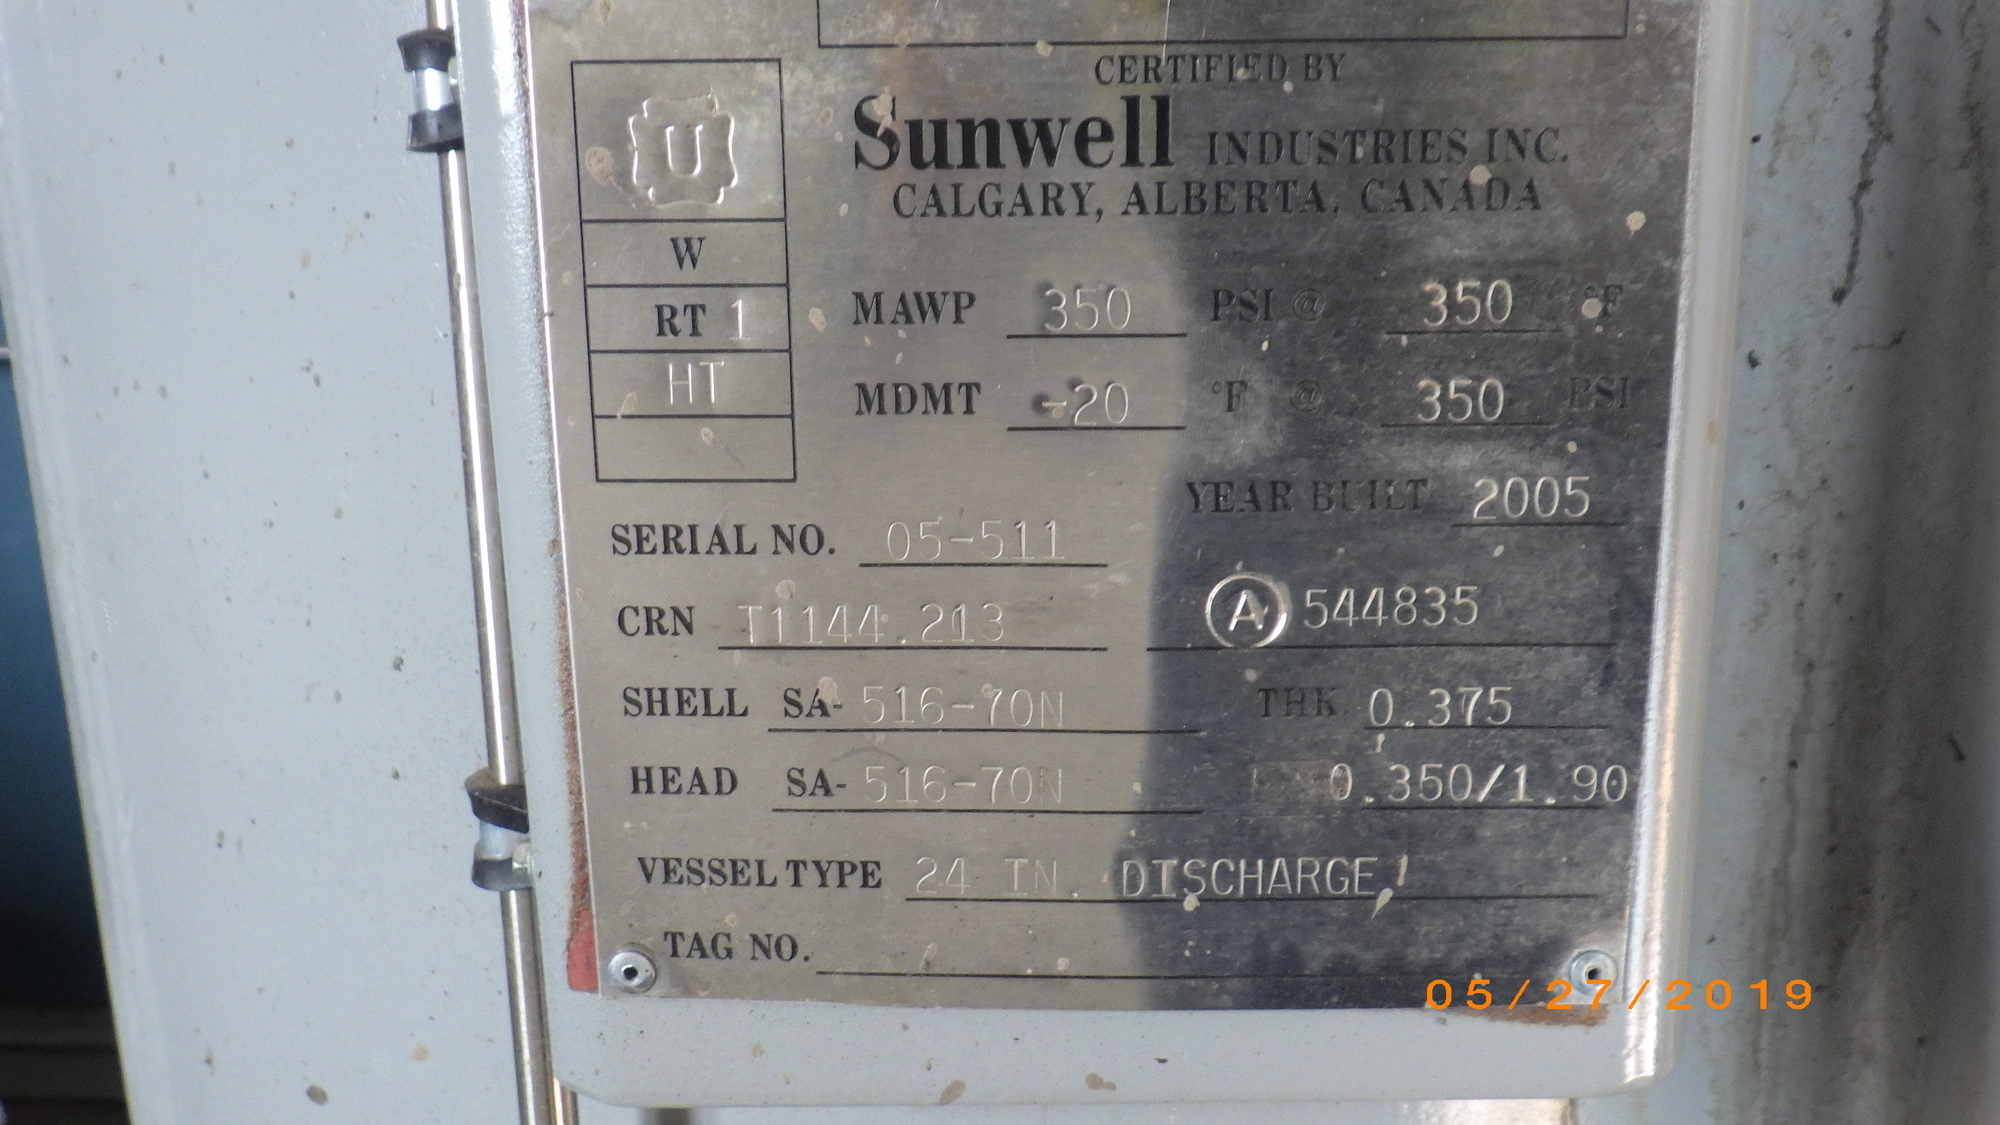 CERTIFIED BY
U
Sunwell INDUSTRIES INC.
CALGARY, ALBERTA, CANADA
W
RT 1
HT
MAWP 350 PSI @ 350 °F
MDMT -20 °F @ 350 PSI
YEAR BUILT 2005
SERIAL NO. 05-511
CRN T1144.213 A 544835
SHELL SA- 516-70N THK 0.375
HEAD SA- 516-70N 0.350/1.90
VESSEL TYPE 24 IN. DISCHARGE
TAG NO.
05/27/2019